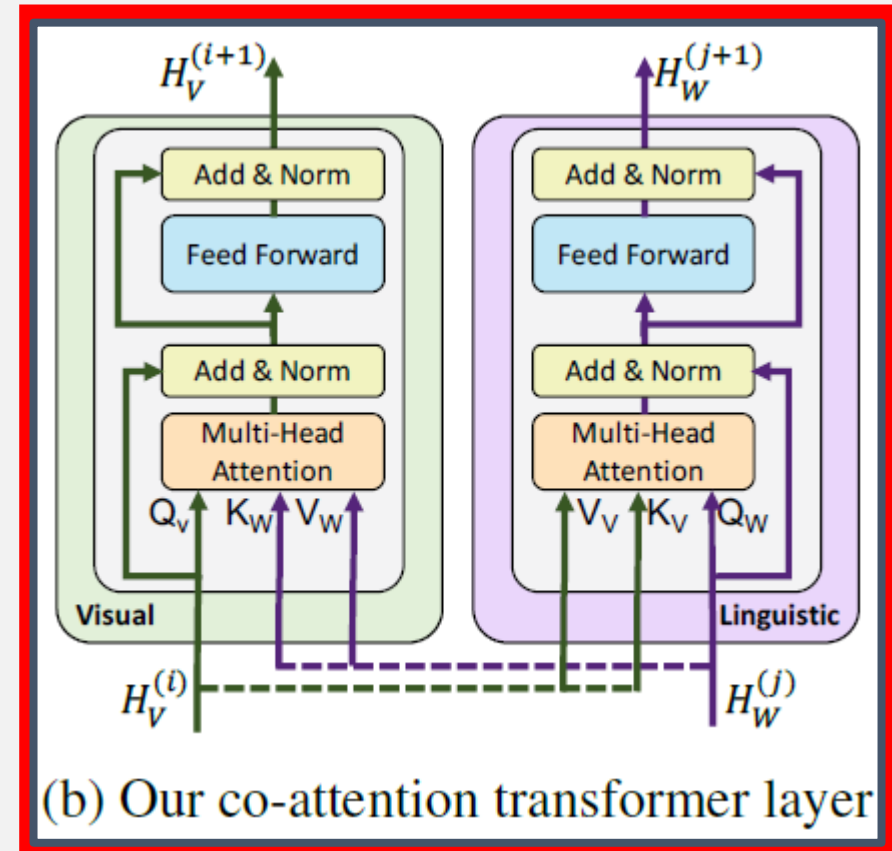 H_V^(i+1)
H_W^(j+1)
Add & Norm
Feed Forward
Add & Norm
Multi-Head
Attention
Q_v K_W V_W
Visual
Add & Norm
Feed Forward
Add & Norm
Multi-Head
Attention
V_V K_V Q_W
Linguistic
H_V^(i)
H_W^(j)
(b) Our co-attention transformer layer